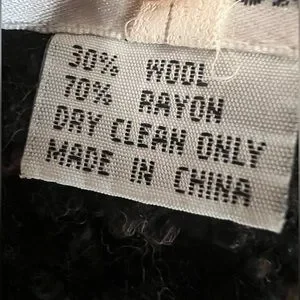 30% WOOL
70% RAYON
DRY CLEAN ONLY
MADE IN CHINA